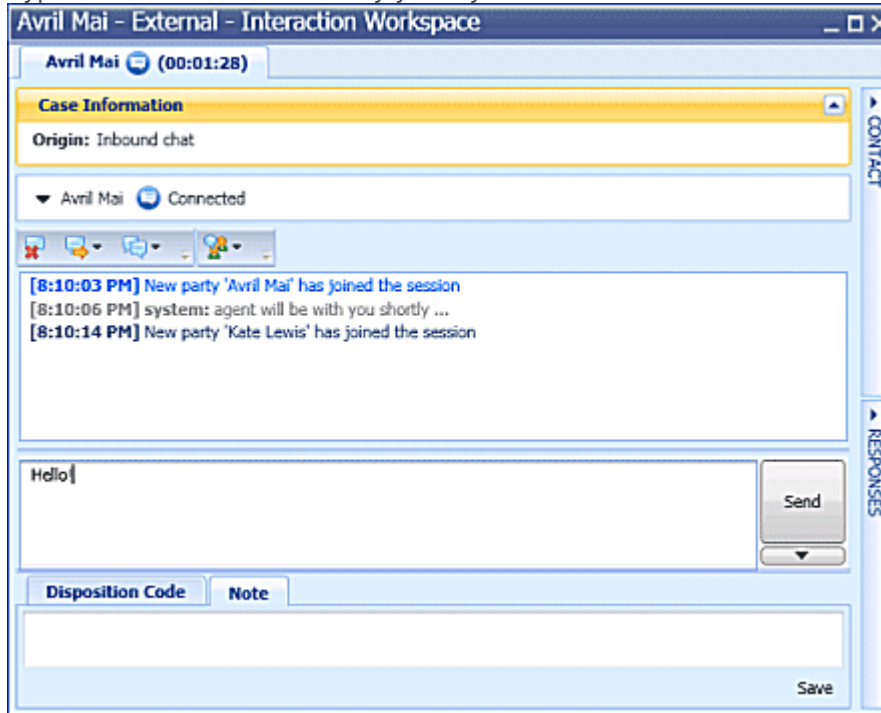 Avril Mai - External - Interaction Workspace
Avril Mai (00:01:28)
Case Information
Origin: Inbound chat
CONTACT
Avril Mai Connected
[8:10:03 PM] New party 'Avril Mai' has joined the session
[8:10:06 PM] system: agent will be with you shortly ...
[8:10:14 PM] New party 'Kate Lewis' has joined the session
RESPONSES
Hello!
Send
Disposition Code Note
Save